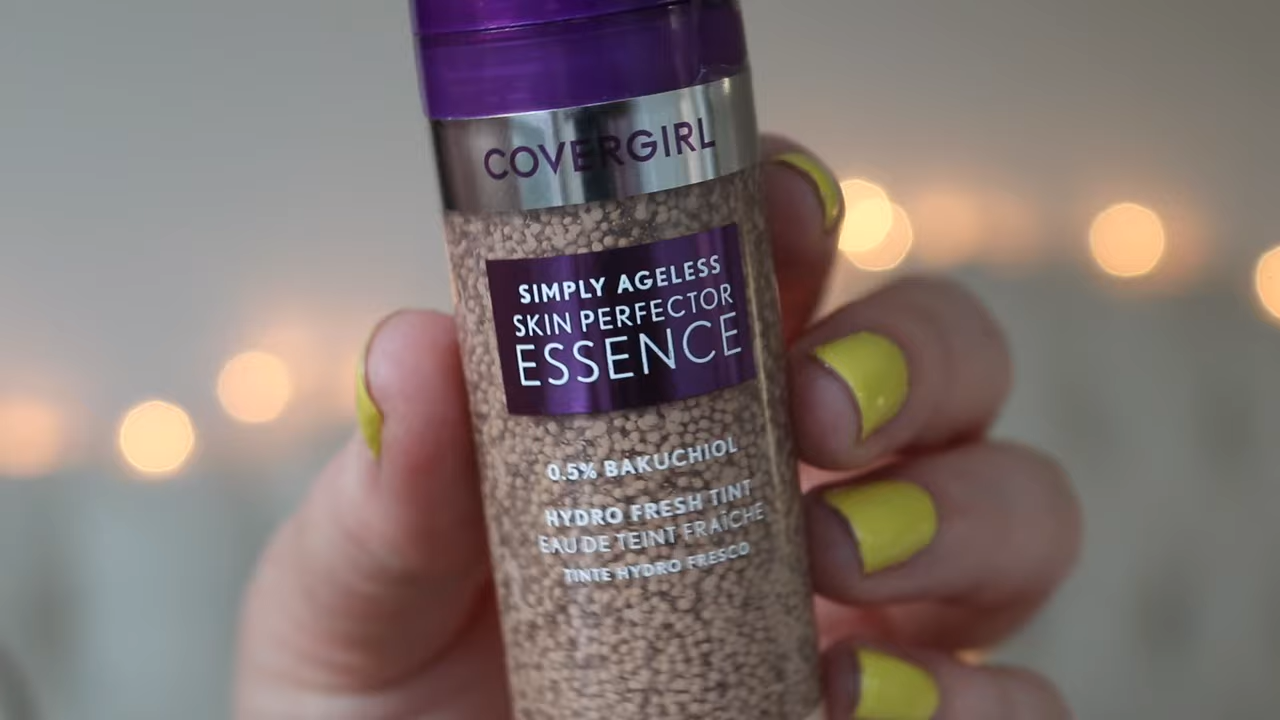 COVERGIRL
SIMPLY AGELESS
SKIN PERFECTOR
ESSENCE
0.5% BAKUCHIOL
HYDRO FRESH TINT
EAU DE TEINT FRAÎCHE
TINTE HYDRO FRESCO